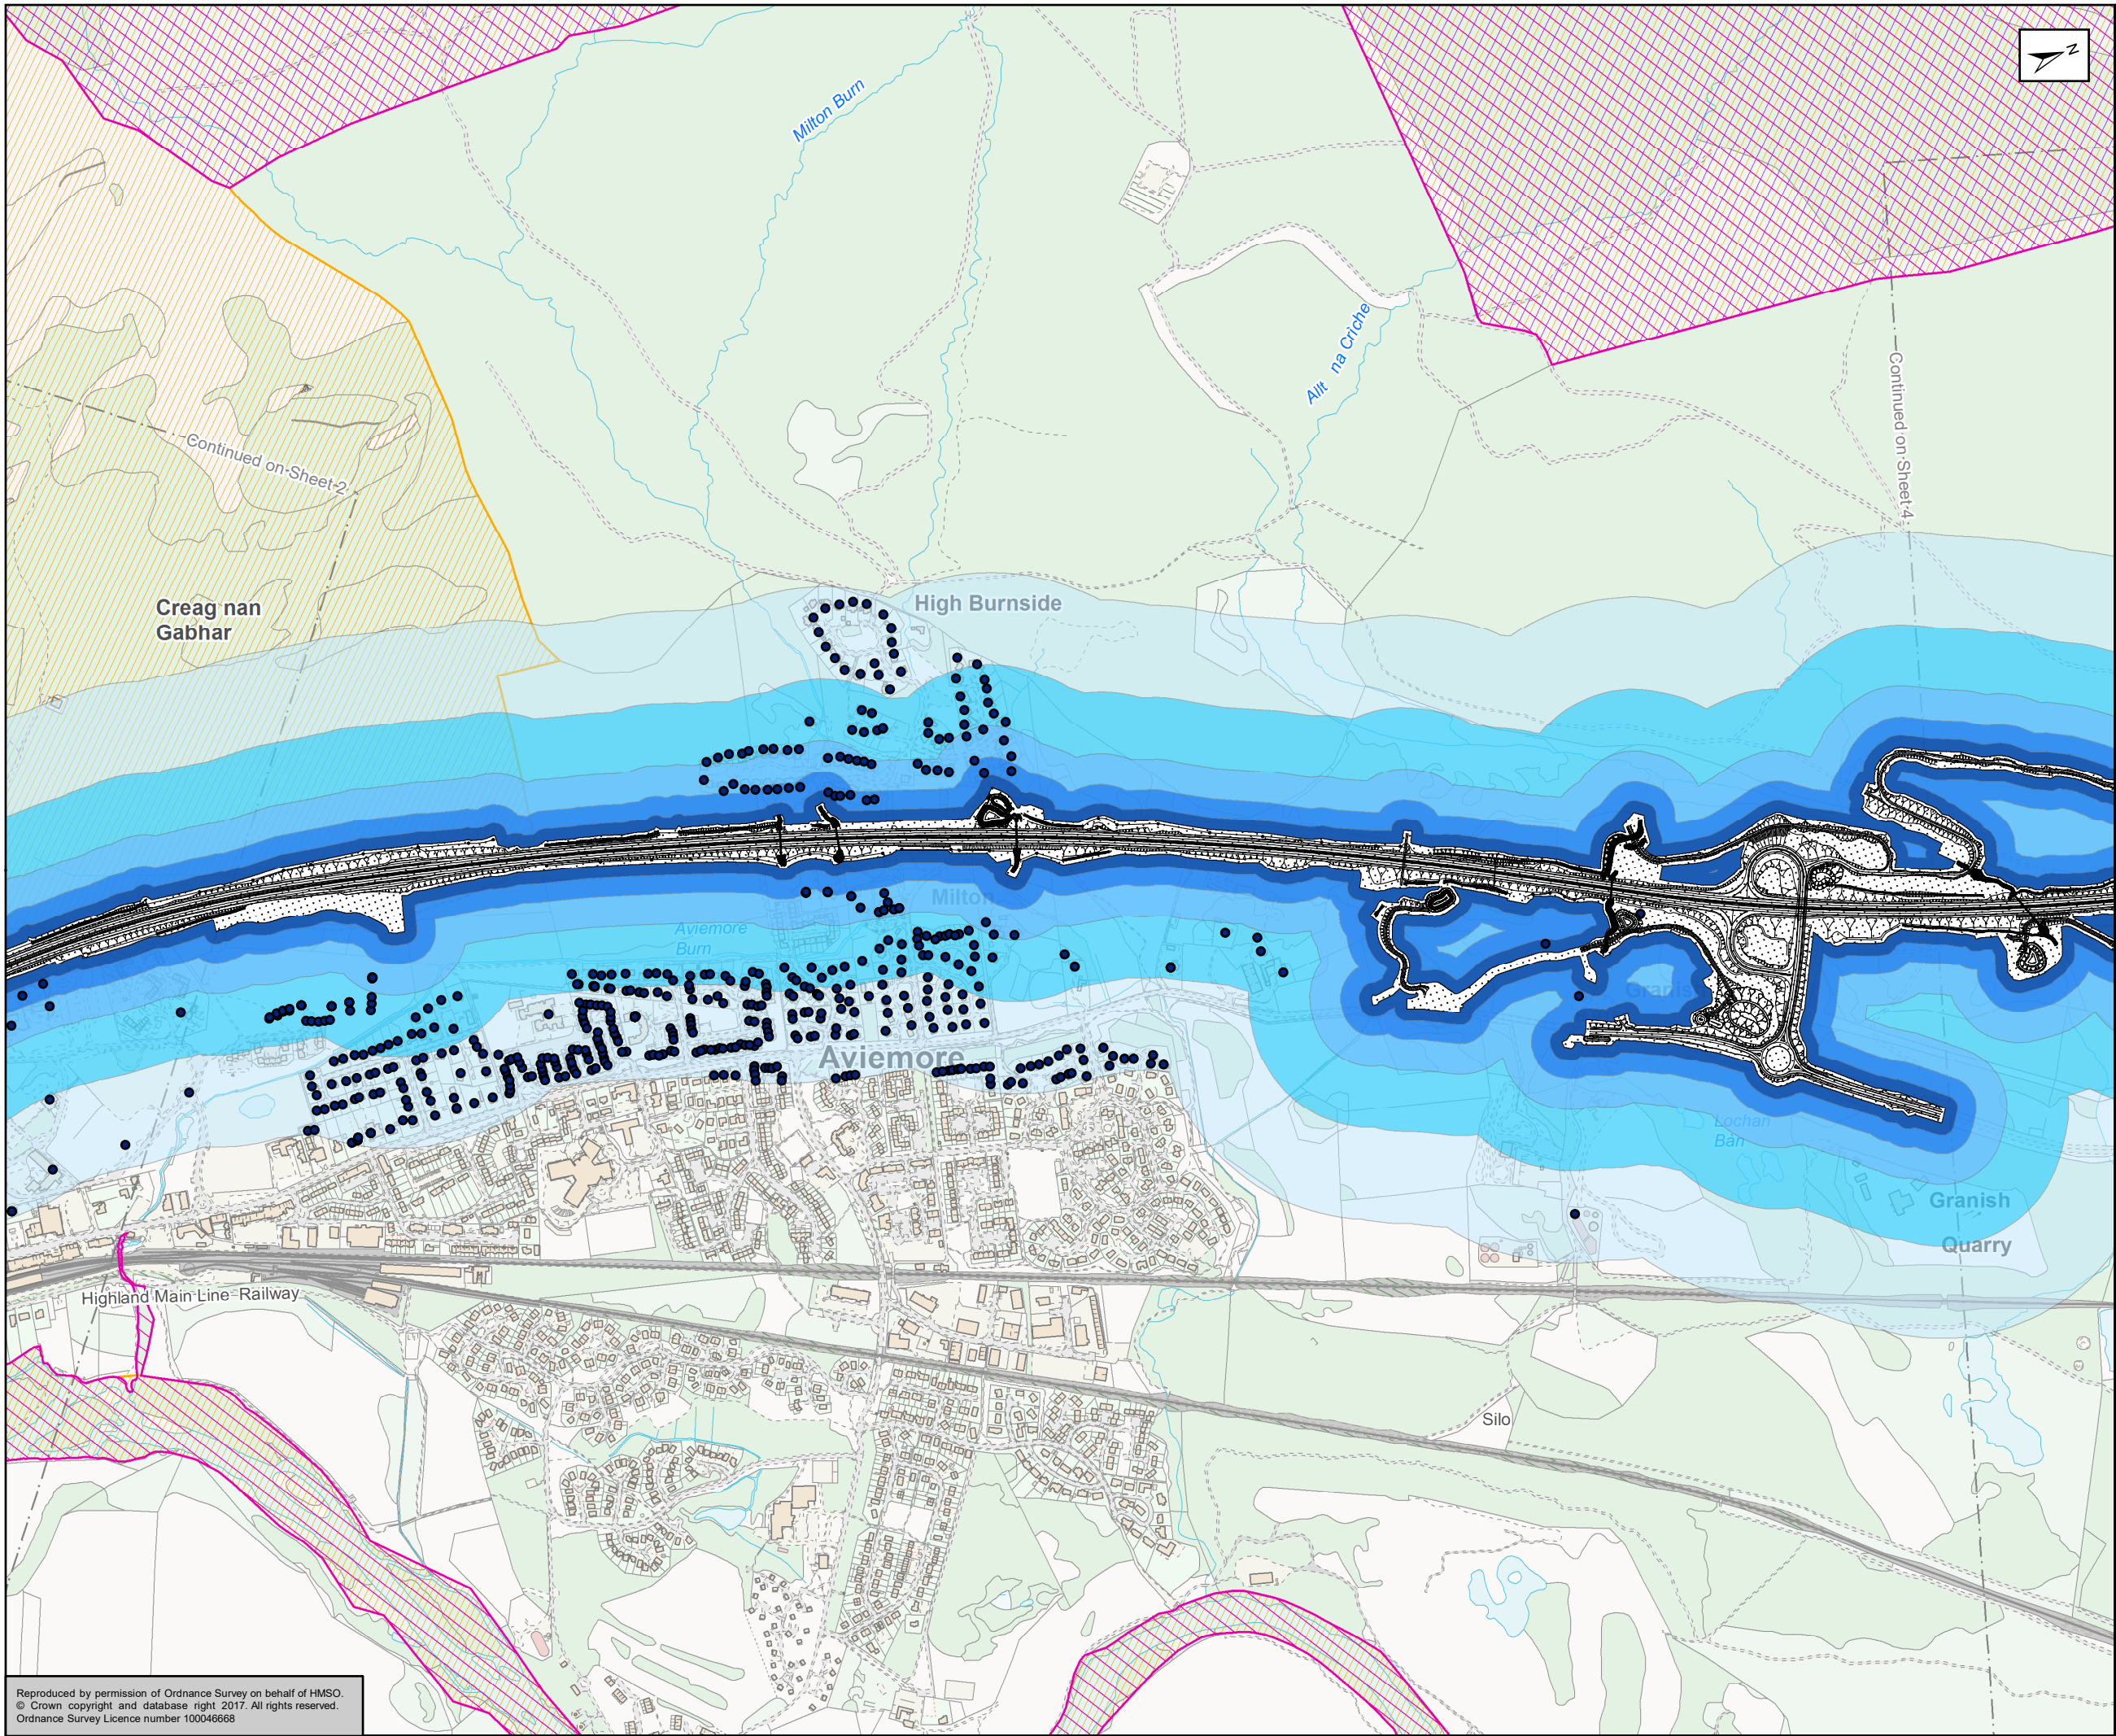 N
Milton Burn
Allt na Criche
Continued on Sheet 4
Continued on Sheet 2
Creag nan
Gabhar
High Burnside
Milton
Aviemore
Burn
Granish
Aviemore
Lochan
Bàn
Granish
Quarry
Highland Main Line Railway
Silo
Reproduced by permission of Ordnance Survey on behalf of HMSO.
© Crown copyright and database right 2017. All rights reserved.
Ordnance Survey Licence number 100046668